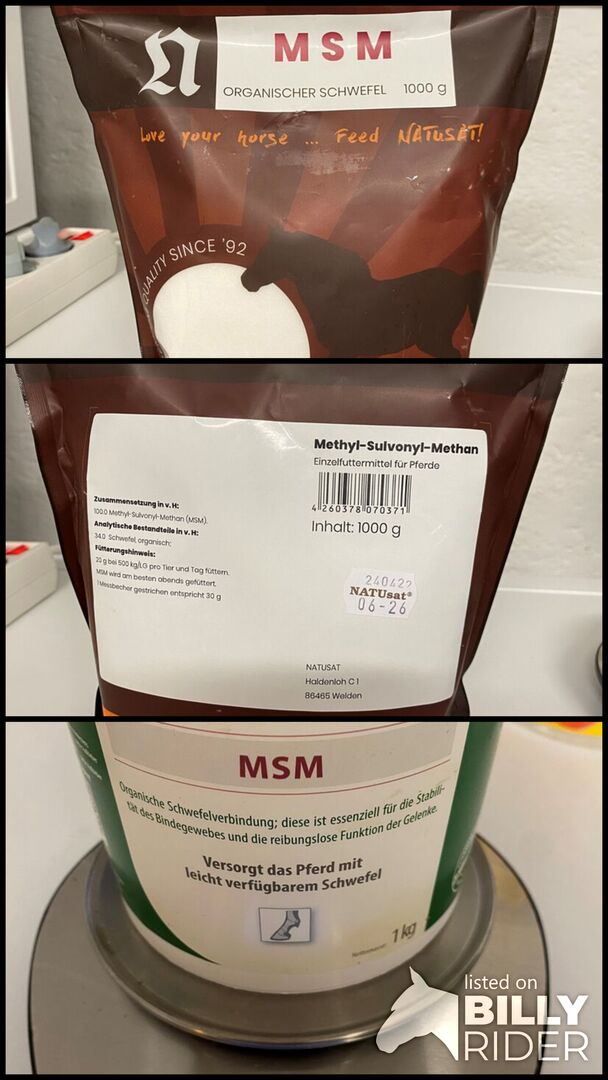 MSM
ORGANISCHER SCHWEFEL 1000 g
Love your horse ... Feed NATUSAT!
QUALITY SINCE '92
Methyl-Sulvonyl-Methan
Einzelfuttermittel für Pferde
4 260378 070371
Inhalt: 1000 g
Zusammensetzung in v. H:
100.0 Methyl-Sulvonyl-Methan (MSM).
Analytische Bestandteile in v. H:
34.0 Schwefel, organisch;
Fütterungshinweis:
20 g bei 500 kg/LG pro Tier und Tag füttern.
MSM wird am besten abends gefüttert.
1 Messbecher gestrichen entspricht 30 g
240422
NATUsat®
06-26
NATUSAT
Haldenloh C 1
86465 Welden
MSM
Organische Schwefelverbindung; diese ist essenziell für die Stabili-
tät des Bindegewebes und die reibungslose Funktion der Gelenke.
Versorgt das Pferd mit
leicht verfügbarem Schwefel
1 kg
listed on
BILLY
RIDER